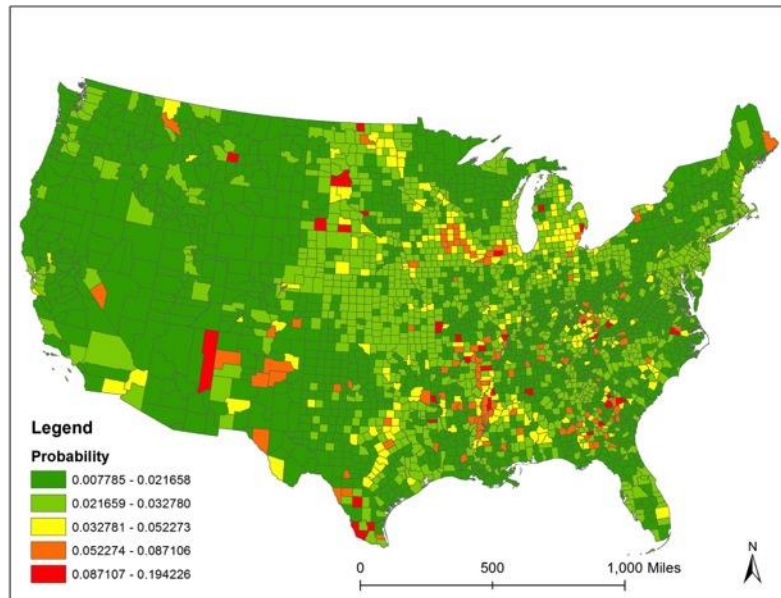 Legend
Probability
0.007785 - 0.021658
0.021659 - 0.032780
0.032781 - 0.052273
0.052274 - 0.087106
0.087107 - 0.194226
0 500 1,000 Miles
N